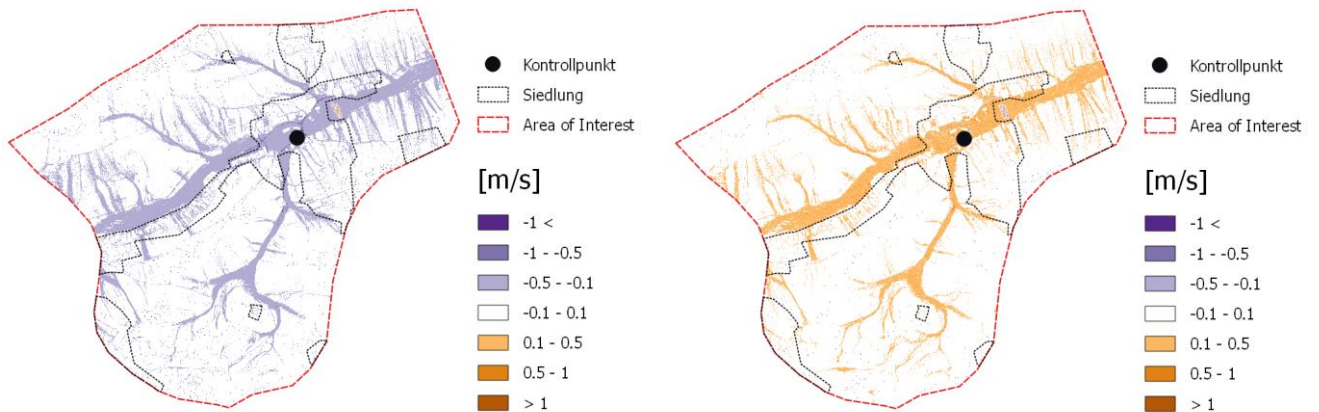 Kontrollpunkt
Siedlung
Area of Interest
[m/s]
-1 <
-1 - -0.5
-0.5 - -0.1
-0.1 - 0.1
0.1 - 0.5
0.5 - 1
> 1
Kontrollpunkt
Siedlung
Area of Interest
[m/s]
-1 <
-1 - -0.5
-0.5 - -0.1
-0.1 - 0.1
0.1 - 0.5
0.5 - 1
> 1